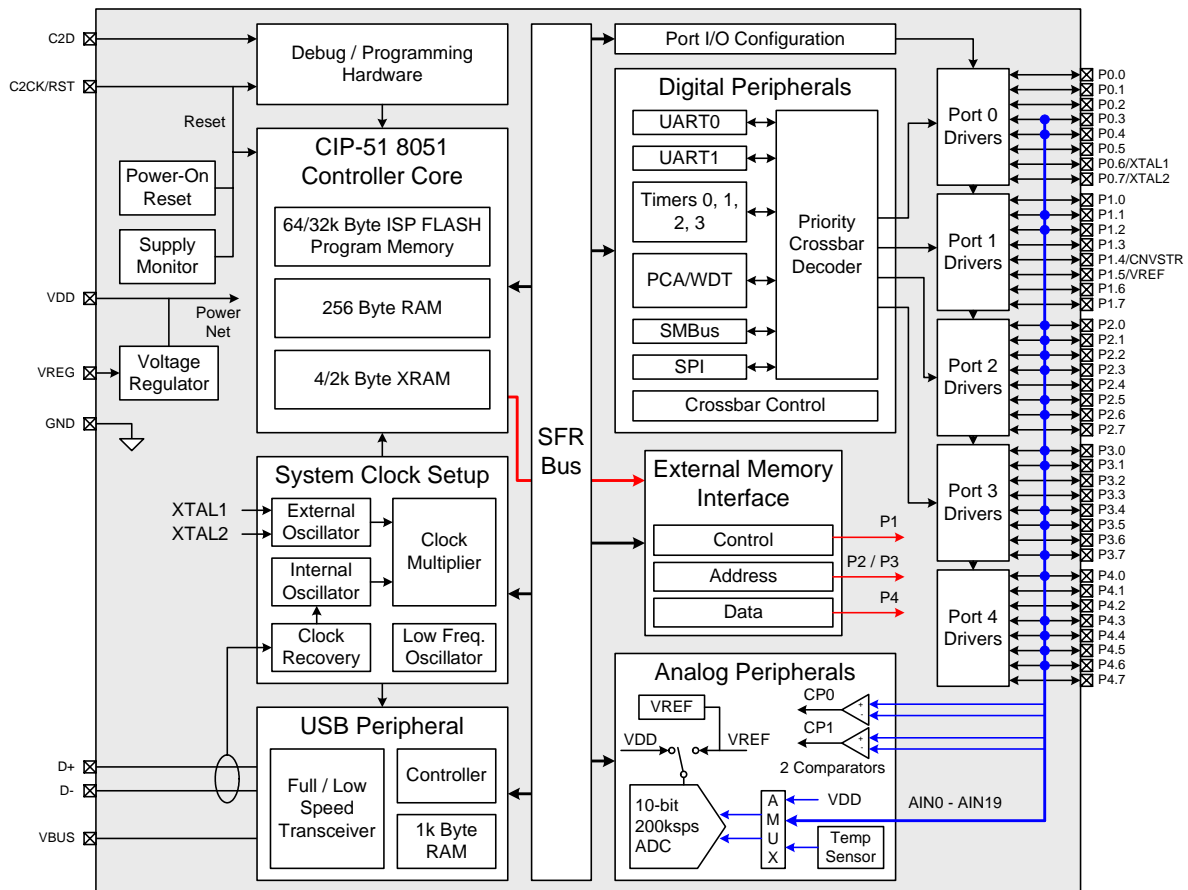 C2D
C2CK/RST
Debug / Programming
Hardware
Reset
Power-On
Reset
Supply
Monitor
VDD
Power
Net
VREG
Voltage
Regulator
GND
CIP-51 8051
Controller Core
64/32k Byte ISP FLASH
Program Memory
256 Byte RAM
4/2k Byte XRAM
System Clock Setup
XTAL1
XTAL2
External
Oscillator
Internal
Oscillator
Clock
Recovery
Clock
Multiplier
Low Freq.
Oscillator
USB Peripheral
D+
D-
VBUS
Full / Low
Speed
Transceiver
Controller
1k Byte
RAM
SFR
Bus
Port I/O Configuration
Digital Peripherals
UART0
UART1
Timers 0, 1,
2, 3
PCA/WDT
SMBus
SPI
Priority
Crossbar
Decoder
Crossbar Control
External Memory
Interface
Control
Address
Data
P1
P2 / P3
P4
Analog Peripherals
VREF
VDD
VREF
CP0
+
-
CP1
+
-
2 Comparators
10-bit
200ksps
ADC
A
M
U
X
VDD
Temp
Sensor
AIN0 - AIN19
Port 0
Drivers
Port 1
Drivers
Port 2
Drivers
Port 3
Drivers
Port 4
Drivers
P0.0
P0.1
P0.2
P0.3
P0.4
P0.5
P0.6/XTAL1
P0.7/XTAL2
P1.0
P1.1
P1.2
P1.3
P1.4/CNVSTR
P1.5/VREF
P1.6
P1.7
P2.0
P2.1
P2.2
P2.3
P2.4
P2.5
P2.6
P2.7
P3.0
P3.1
P3.2
P3.3
P3.4
P3.5
P3.6
P3.7
P4.0
P4.1
P4.2
P4.3
P4.4
P4.5
P4.6
P4.7